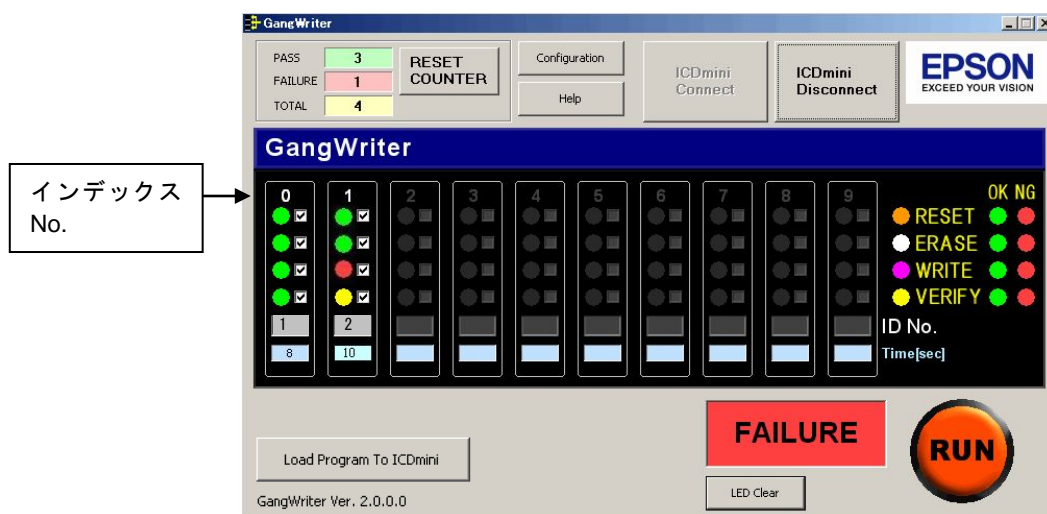 GangWriter
PASS 3
FAILURE 1
TOTAL 4
RESET
COUNTER
Configuration
Help
ICDmini
Connect
ICDmini
Disconnect
EPSON
EXCEED YOUR VISION
GangWriter
インデックス
No.
0 1 2 3 4 5 6 7 8 9
OK NG
RESET
ERASE
WRITE
VERIFY
1 2 ID No.
8 10 Time[sec]
FAILURE
RUN
Load Program To ICDmini
LED Clear
GangWriter Ver. 2.0.0.0